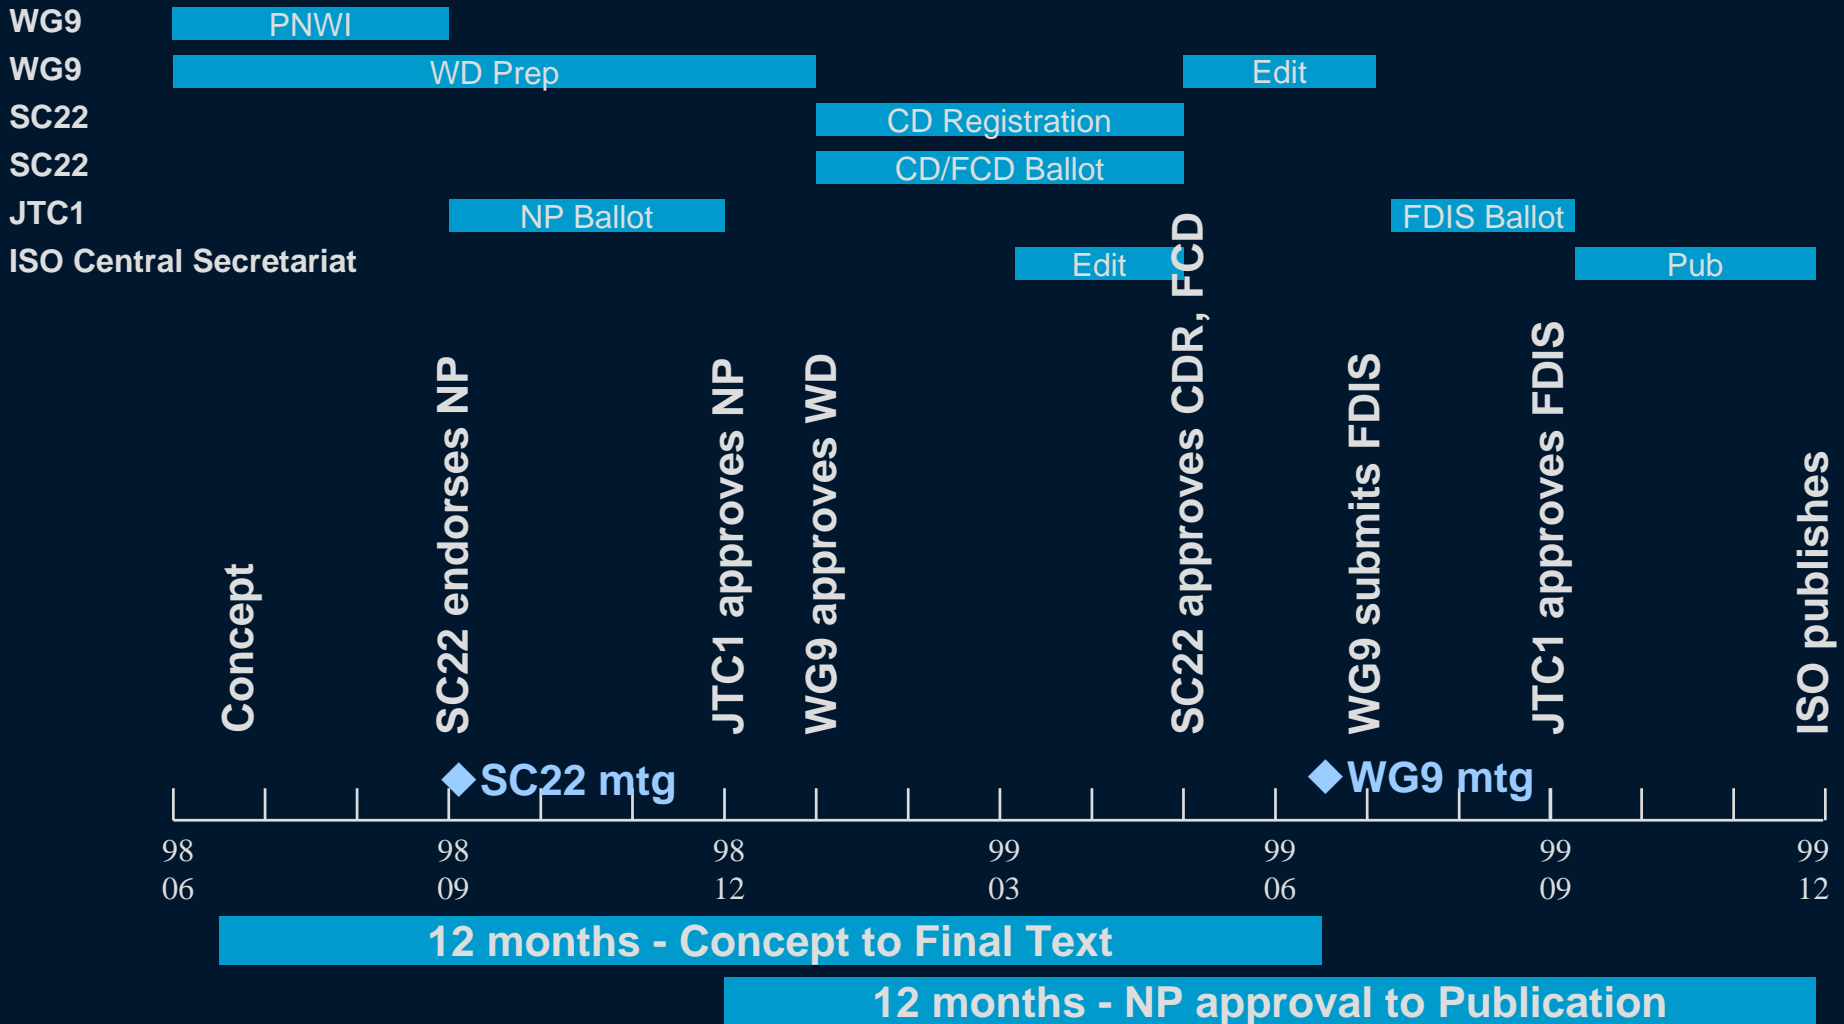 WG9 PNWI
WG9 WD Prep Edit
SC22 CD Registration
SC22 CD/FCD Ballot
JTC1 NP Ballot FDIS Ballot
ISO Central Secretariat Edit Pub
Concept
SC22 endorses NP
JTC1 approves NP
WG9 approves WD
SC22 approves CDR, FCD
WG9 submits FDIS
JTC1 approves FDIS
ISO publishes
SC22 mtg WG9 mtg
98 98 98 99 99 99 99
06 09 12 03 06 09 12
12 months - Concept to Final Text
12 months - NP approval to Publication